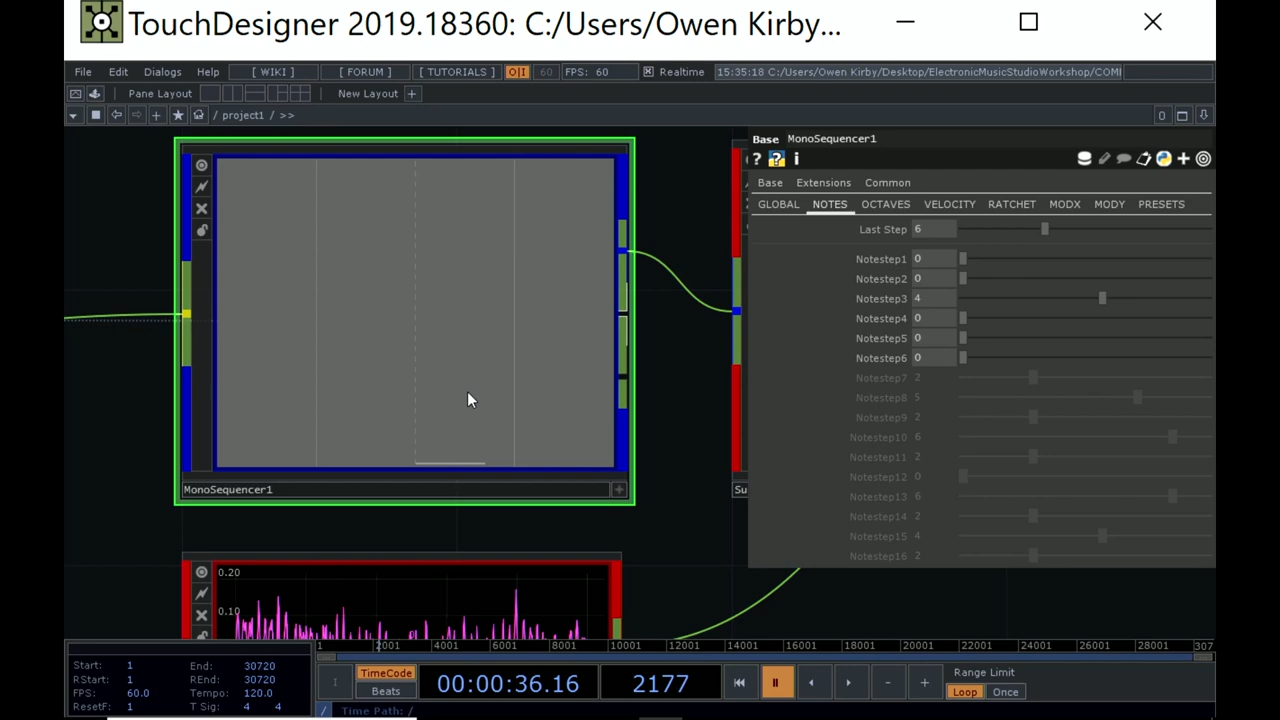 TouchDesigner 2019.18360: C:/Users/Owen Kirby...
File Edit Dialogs Help [ WIKI ] [ FORUM ] [ TUTORIALS ] O|I 60 FPS: 60 Realtime 15:35:18 C:/Users/Owen Kirby/Desktop/ElectronicMusicStudioWorkshop/COMI
Pane Layout New Layout +
/ project1 / >> 0
Base MonoSequencer1
? ? i
Base Extensions Common
GLOBAL NOTES OCTAVES VELOCITY RATCHET MODX MODY PRESETS
Last Step 6
Notestep1 0
Notestep2 0
Notestep3 4
Notestep4 0
Notestep5 0
Notestep6 0
Notestep7 2
Notestep8 5
Notestep9 2
Notestep10 6
Notestep11 2
Notestep12 0
Notestep13 6
Notestep14 2
Notestep15 4
Notestep16 2
MonoSequencer1 +
Su
0.20
0.10
1 2001 4001 6001 8001 10001 12001 14001 16001 18001 20001 22001 24001 26001 28001 307
Start: 1 End: 30720
RStart: 1 REnd: 30720
FPS: 60.0 Tempo: 120.0
ResetF: 1 T Sig: 4 4
TimeCode
Beats
00:00:36.16 2177
- +
Range Limit
Loop Once
/ Time Path: /